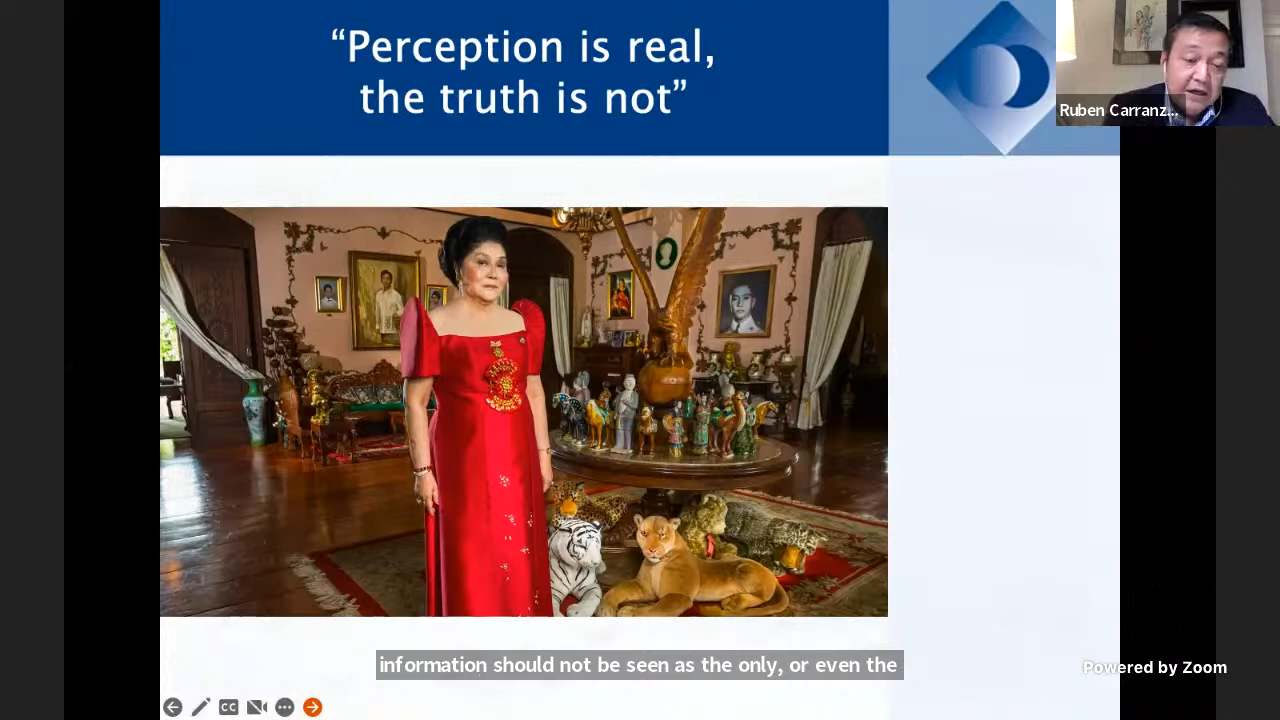 “Perception is real,
the truth is not”
Ruben Carranz...
information should not be seen as the only, or even the
Powered by Zoom
CC